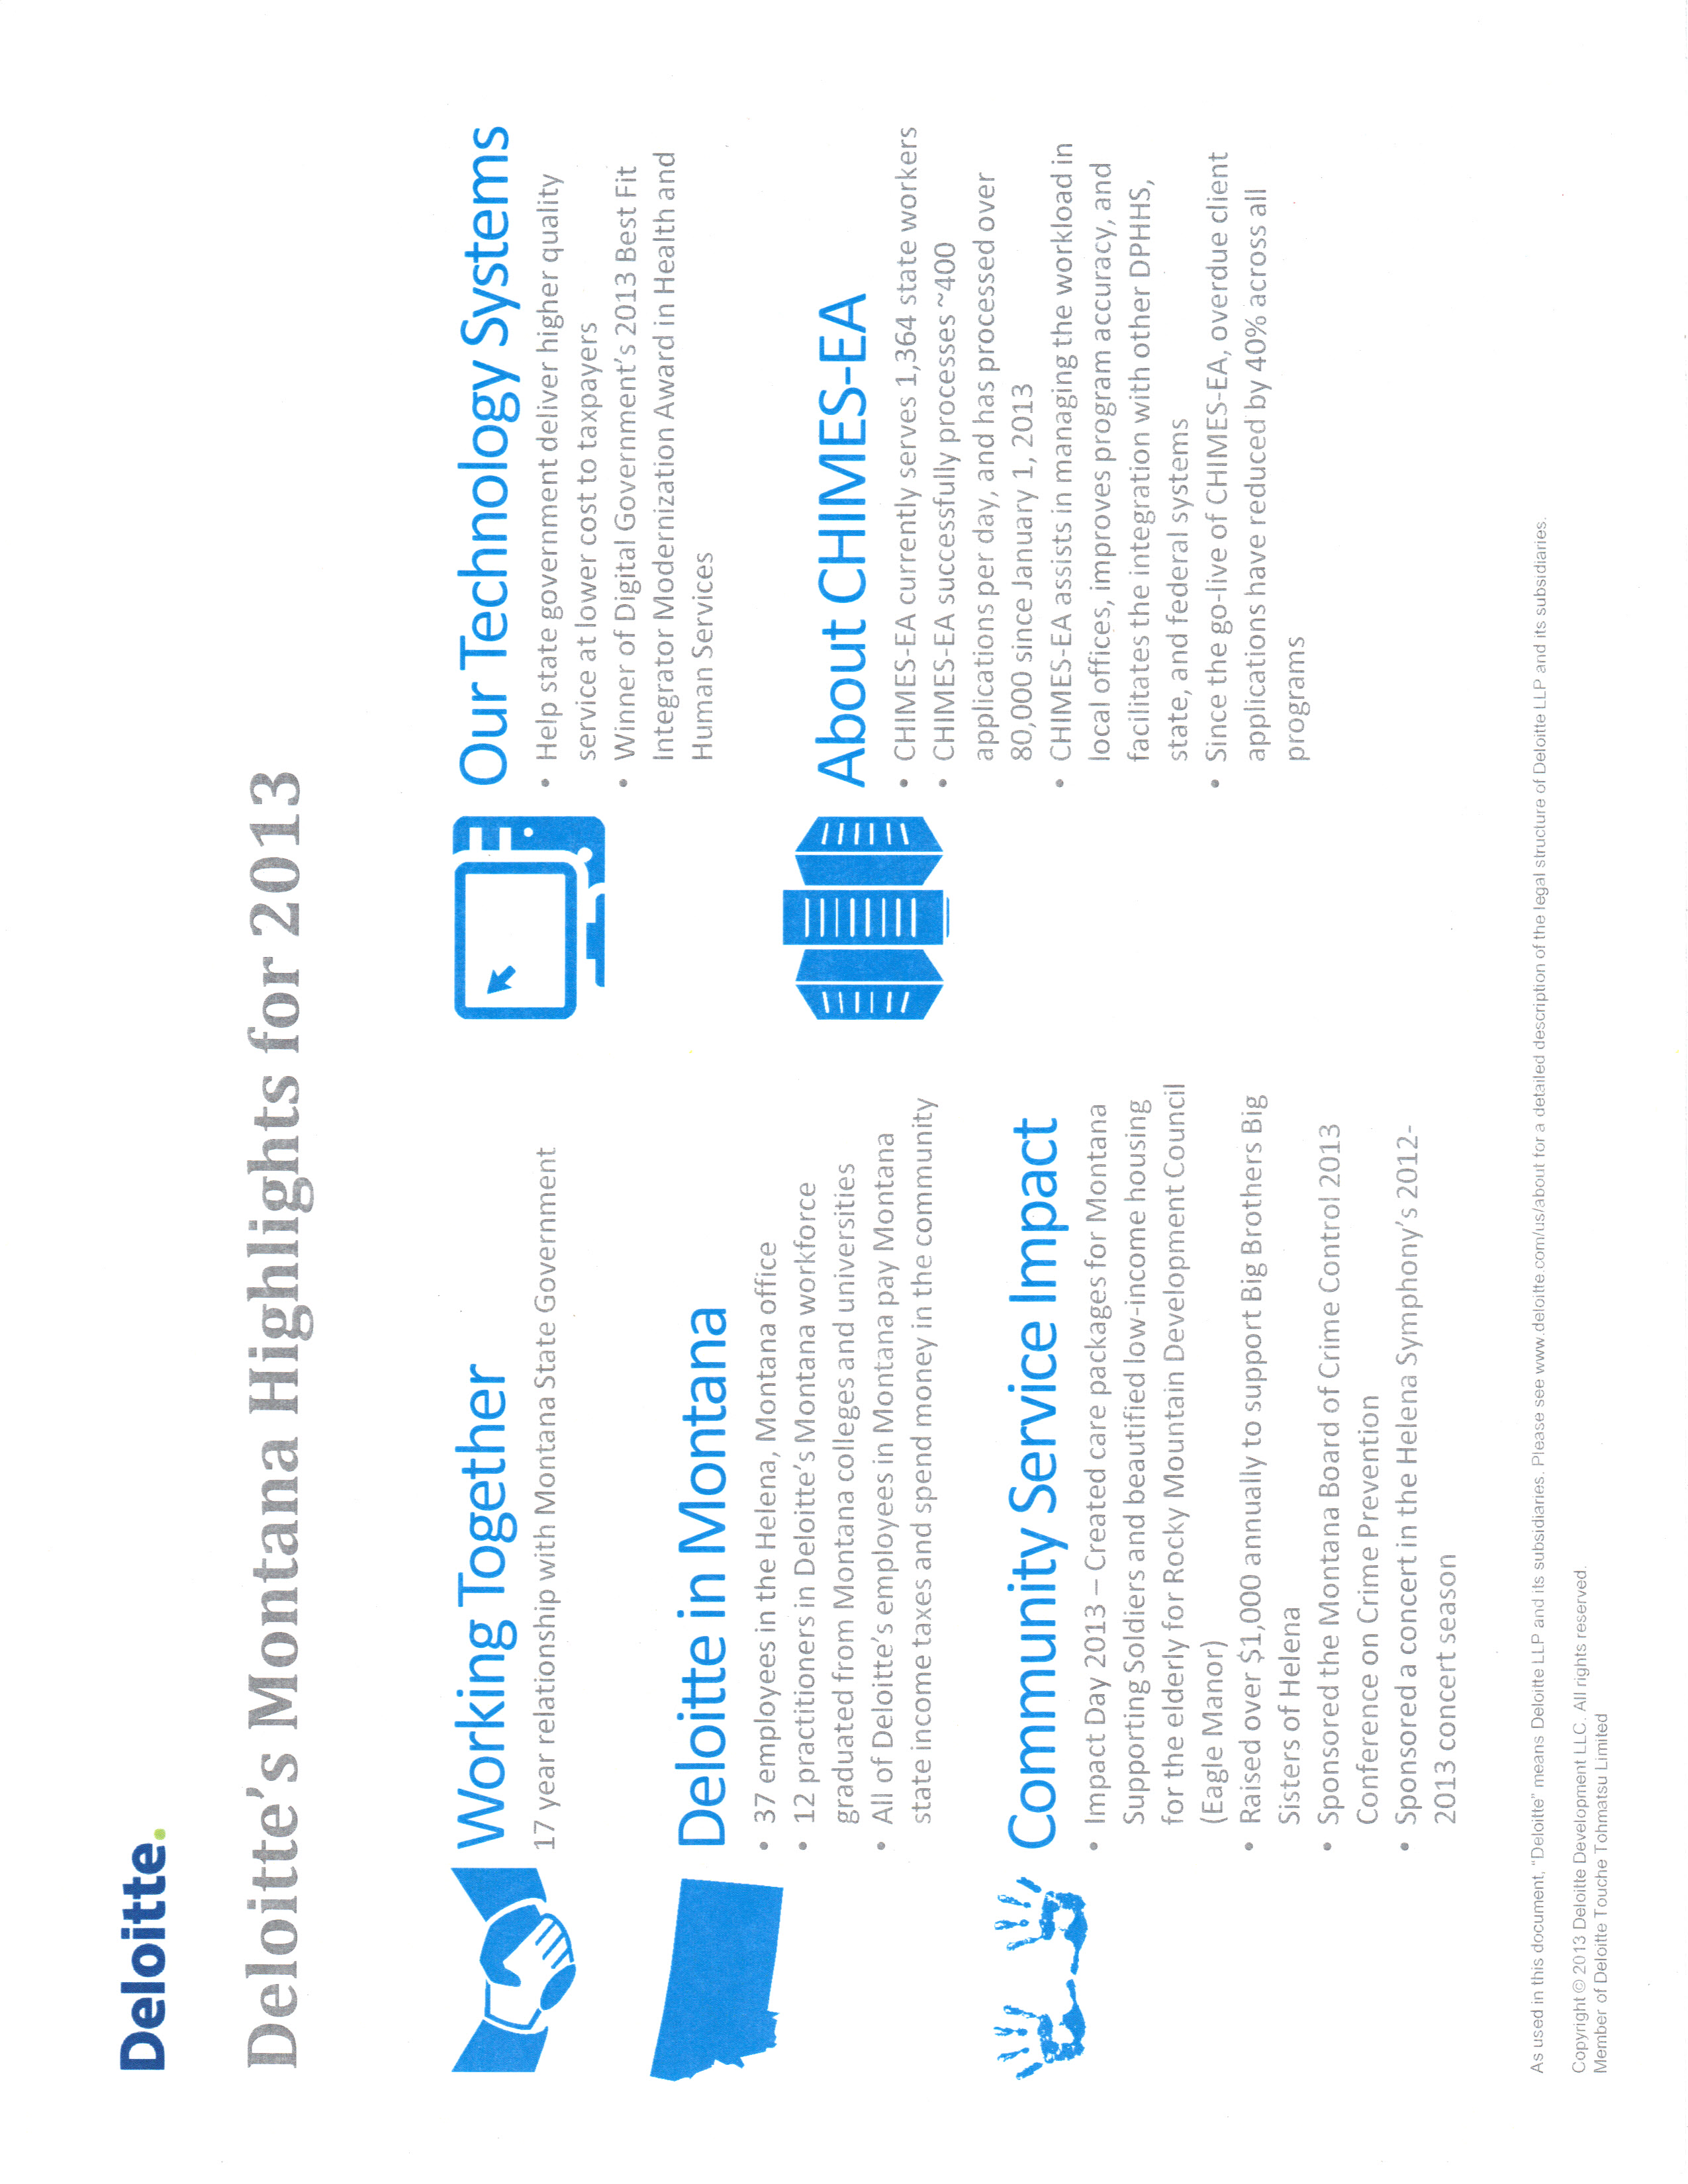 Deloitte.
Deloitte's Montana Highlights for 2013
Working Together
17 year relationship with Montana State Government
Deloitte in Montana
• 37 employees in the Helena, Montana office
• 12 practitioners in Deloitte's Montana workforce
graduated from Montana colleges and universities
• All of Deloitte's employees in Montana pay Montana
state income taxes and spend money in the community
Community Service Impact
• Impact Day 2013 – Created care packages for Montana
Supporting Soldiers and beautified low-income housing
for the elderly for Rocky Mountain Development Council
(Eagle Manor)
• Raised over $1,000 annually to support Big Brothers Big
Sisters of Helena
• Sponsored the Montana Board of Crime Control 2013
Conference on Crime Prevention
• Sponsored a concert in the Helena Symphony's 2012-
2013 concert season
Our Technology Systems
• Help state government deliver higher quality
service at lower cost to taxpayers
• Winner of Digital Government's 2013 Best Fit
Integrator Modernization Award in Health and
Human Services
About CHIMES-EA
• CHIMES-EA currently serves 1,364 state workers
• CHIMES-EA successfully processes ~400
applications per day, and has processed over
80,000 since January 1, 2013
• CHIMES-EA assists in managing the workload in
local offices, improves program accuracy, and
facilitates the integration with other DPHHS,
state, and federal systems
• Since the go-live of CHIMES-EA, overdue client
applications have reduced by 40% across all
programs
As used in this document, "Deloitte" means Deloitte LLP and its subsidiaries. Please see www.deloitte.com/us/about for a detailed description of the legal structure of Deloitte LLP and its subsidiaries.
Copyright © 2013 Deloitte Development LLC. All rights reserved.
Member of Deloitte Touche Tohmatsu Limited